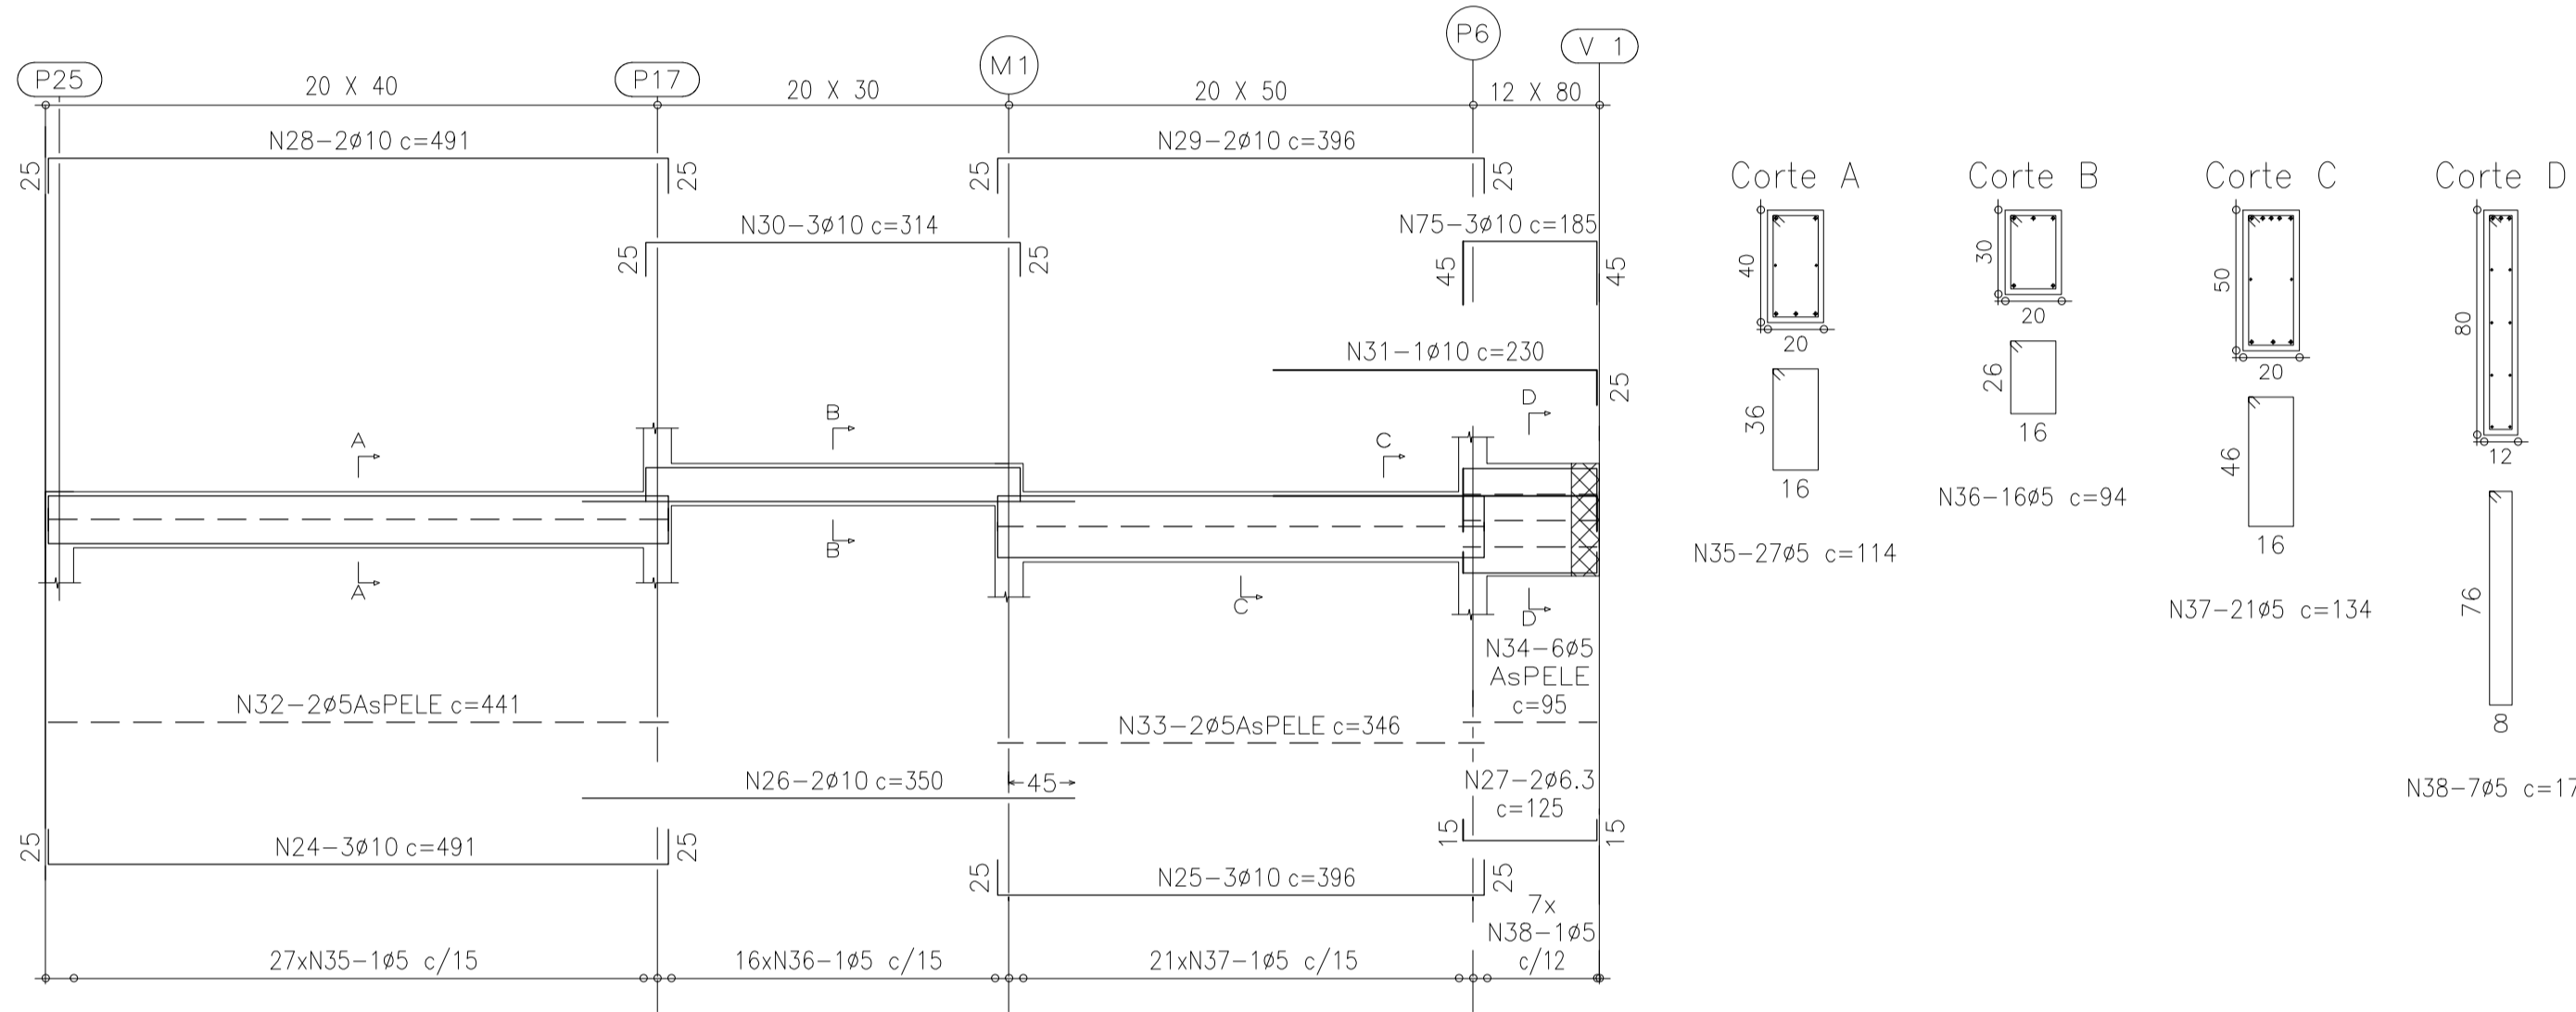 P25
P17
M1
P6
V 1
20 X 40
20 X 30
20 X 50
12 X 80
N28-2ø10 c=491
25
25
N29-2ø10 c=396
25
25
N30-3ø10 c=314
25
25
N75-3ø10 c=185
45
45
N31-1ø10 c=230
25
A
B
C
D
A
B
C
D
N34-6ø5
AsPELE
c=95
N32-2ø5AsPELE c=441
N33-2ø5AsPELE c=346
N26-2ø10 c=350
45
N27-2ø6.3
c=125
15
15
N24-3ø10 c=491
25
25
N25-3ø10 c=396
25
25
27xN35-1ø5 c/15
16xN36-1ø5 c/15
21xN37-1ø5 c/15
7x
N38-1ø5
c/12
Corte A
40
20
36
16
N35-27ø5 c=114
Corte B
30
20
26
16
N36-16ø5 c=94
Corte C
50
20
46
16
N37-21ø5 c=134
Corte D
80
12
76
8
N38-7ø5 c=17